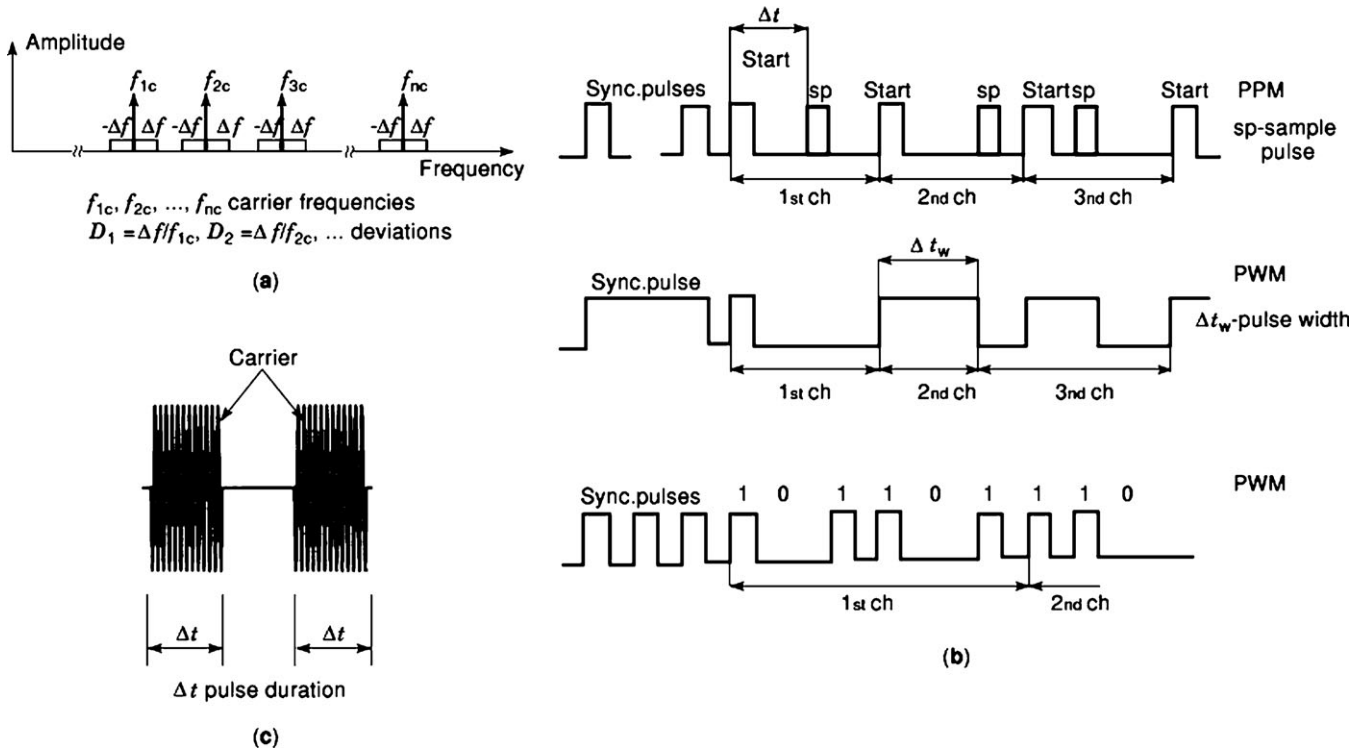 Amplitude
f1c f2c f3c fnc
-Δf Δf -Δf Δf -Δf Δf -Δf Δf
Frequency
f1c, f2c, ..., fnc carrier frequencies
D1 = Δf/f1c, D2 = Δf/f2c, ... deviations
(a)
Carrier
Δt Δt
Δt pulse duration
(c)
Δt
Start
Sync.pulses sp Start sp Start sp Start PPM
sp-sample
pulse
1st ch 2nd ch 3nd ch
Δ tw
Sync.pulse PWM
Δtw-pulse width
1st ch 2nd ch 3nd ch
Sync.pulses 1 0 1 1 0 1 1 1 0 PWM
1st ch 2nd ch
(b)